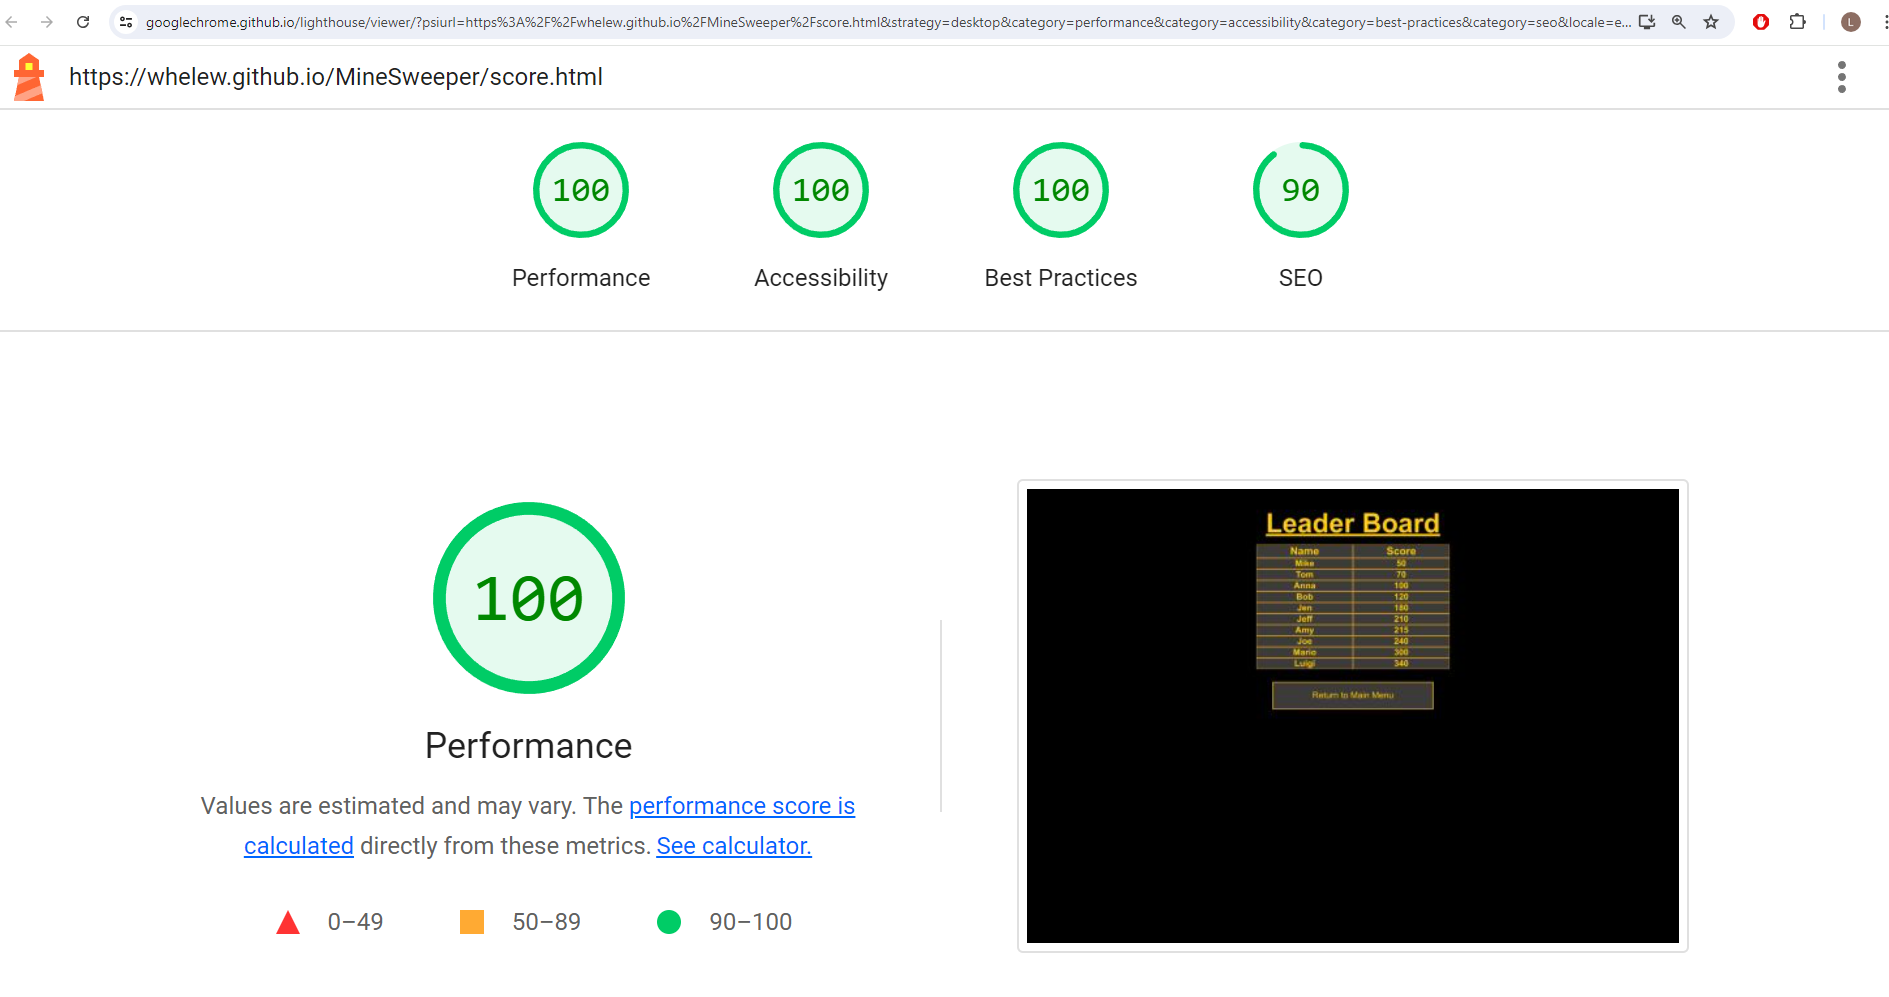 googlechrome.github.io/lighthouse/viewer/?psiurl=https%3A%2F%2Fwhelew.github.io%2FMineSweeper%2Fscore.html&strategy=desktop&category=performance&category=accessibility&category=best-practices&category=seo&locale=e...
L
https://whelew.github.io/MineSweeper/score.html
100 100 100 90
Performance Accessibility Best Practices SEO
100
Performance
Values are estimated and may vary. The performance score is
calculated directly from these metrics. See calculator.
0–49 50–89 90–100
Leader Board
Name Score
Mike 50
Tom 70
Anna 100
Bob 120
Jen 180
Jeff 210
Amy 215
Joe 240
Mario 300
Luigi 340
Return to Main Menu